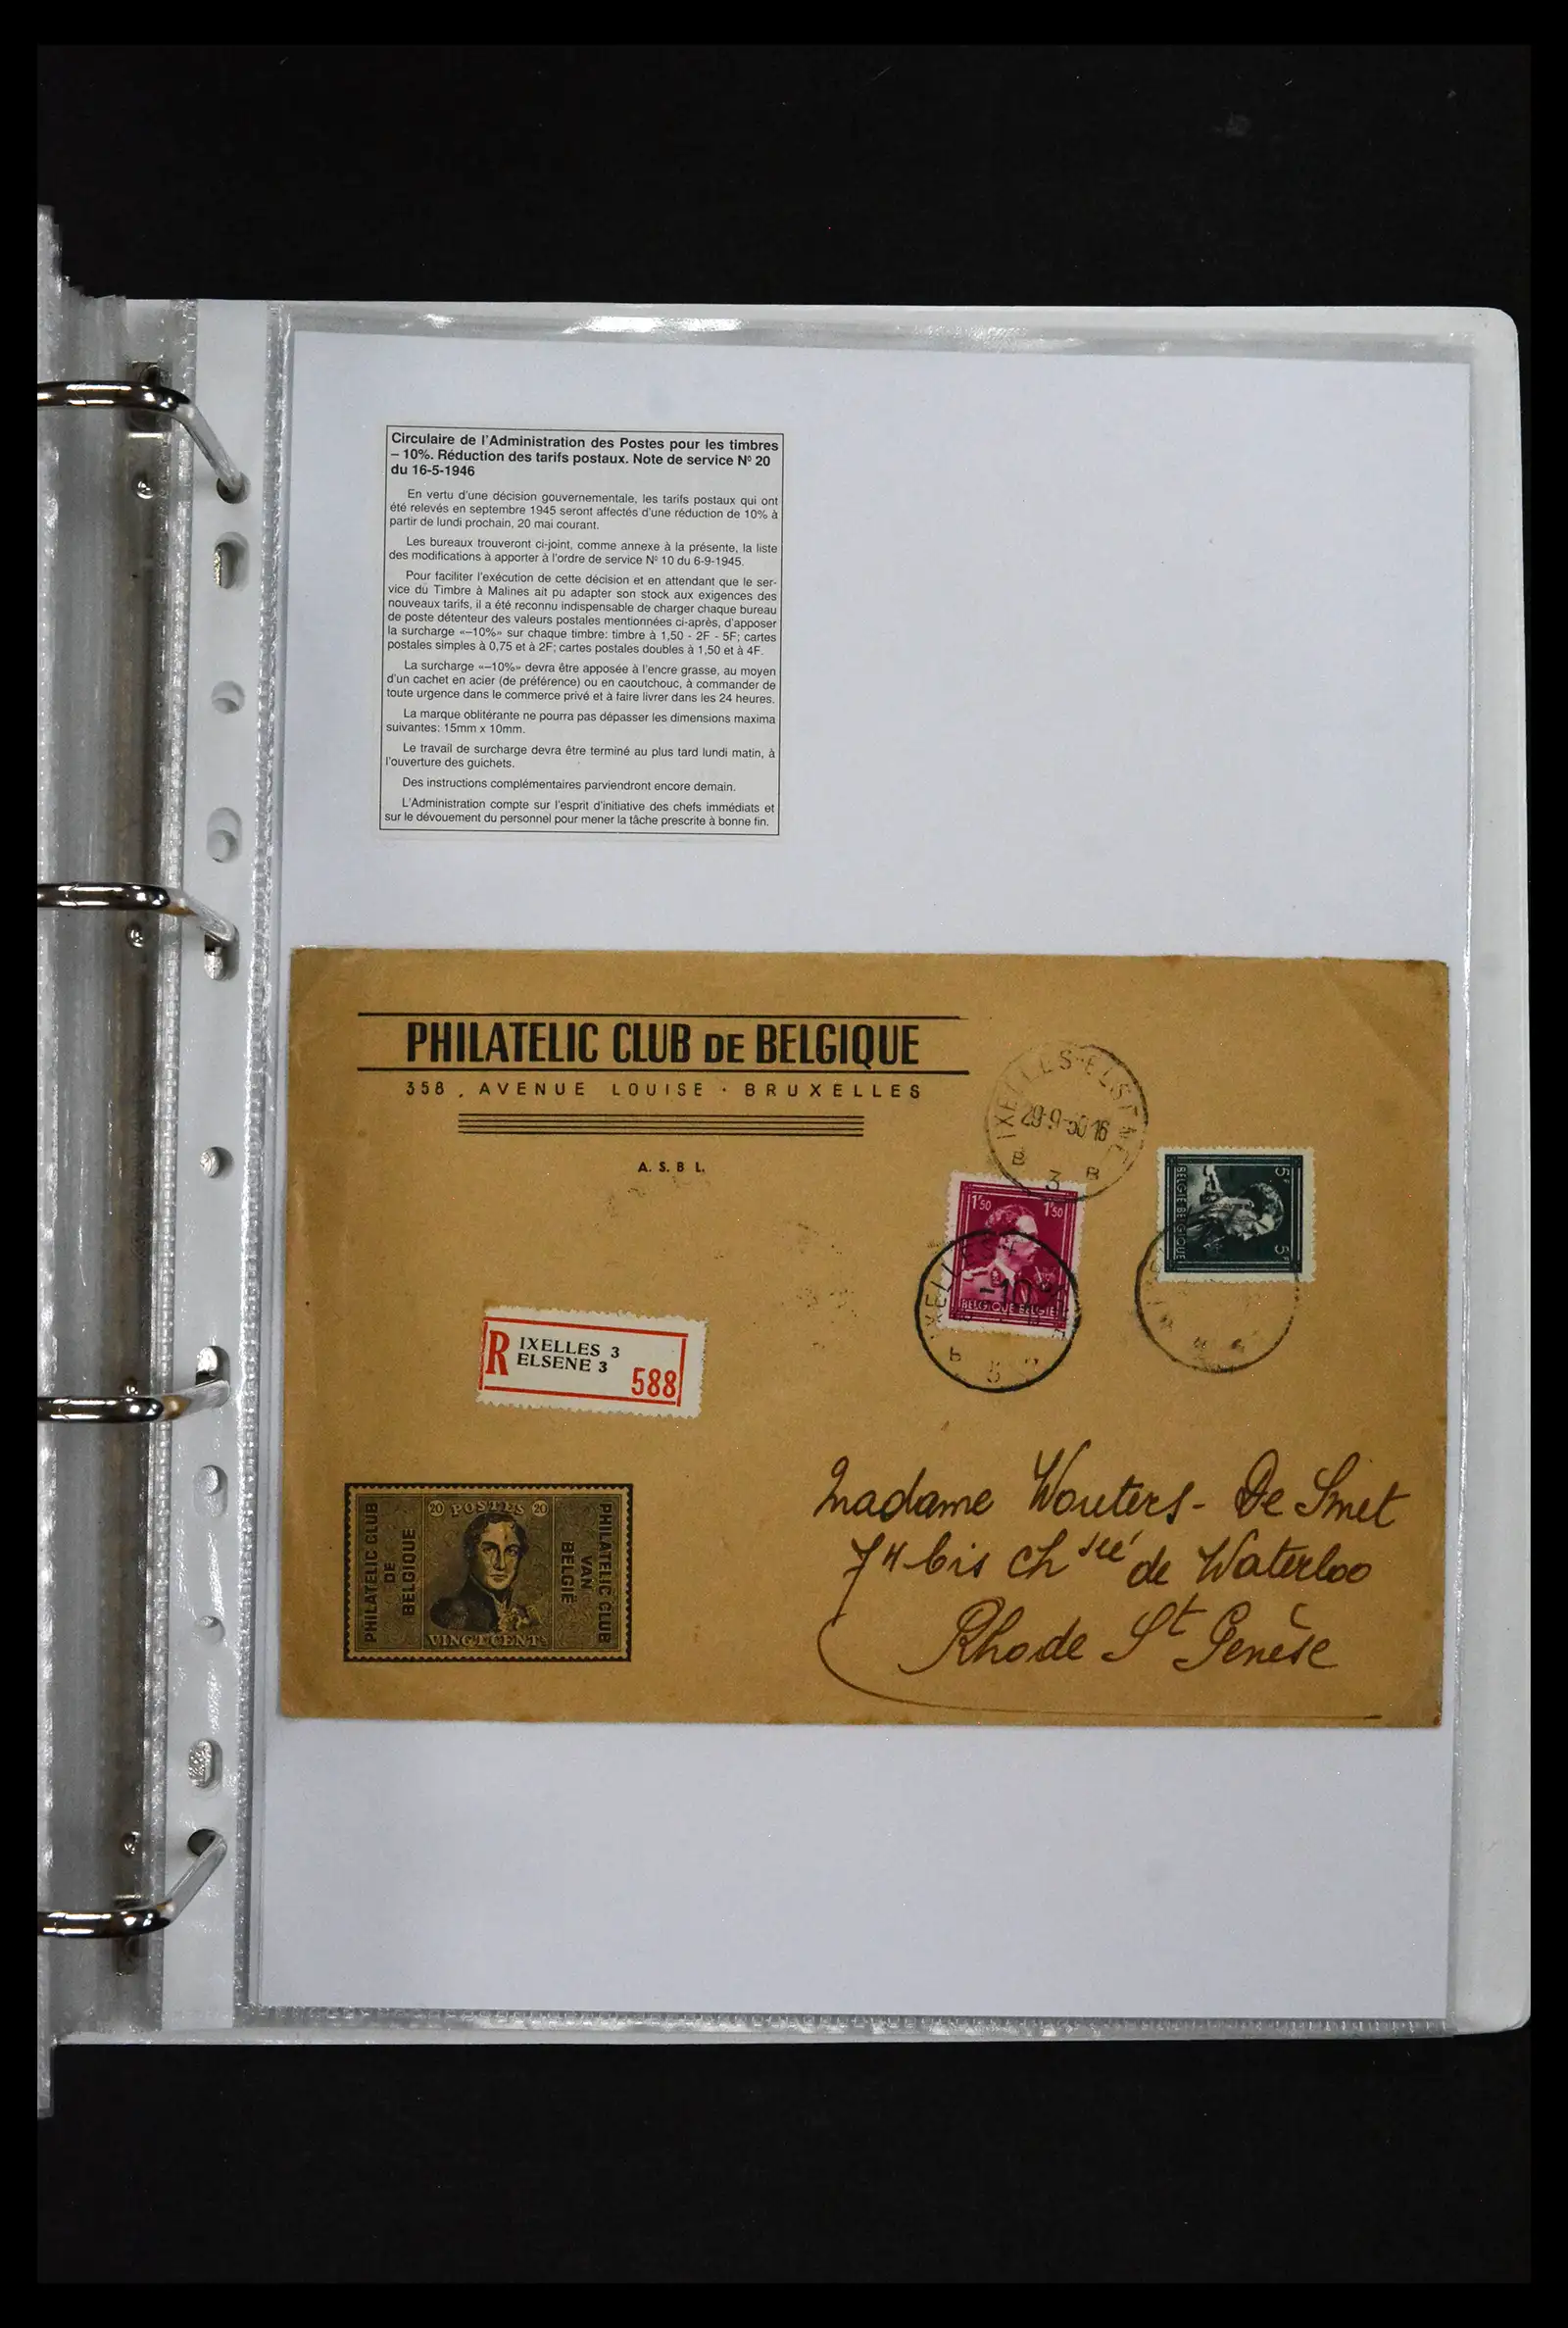 Circulaire de l'Administration des Postes pour les timbres
– 10%. Réduction des tarifs postaux. Note de service Nº 20
du 16-5-1946
En vertu d'une décision gouvernementale, les tarifs postaux qui ont
été relevés en septembre 1945 seront affectés d'une réduction de 10% à
partir de lundi prochain, 20 mai courant.
Les bureaux trouveront ci-joint, comme annexe à la présente, la liste
des modifications à apporter à l'ordre de service Nº 10 du 6-9-1945.
Pour faciliter l'exécution de cette décision et en attendant que le ser-
vice du Timbre à Malines ait pu adapter son stock aux exigences des
nouveaux tarifs, il a été reconnu indispensable de charger chaque bureau
de poste détenteur des valeurs postales mentionnées ci-après, d'apposer
la surcharge «–10%» sur chaque timbre: timbre à 1,50 - 2F - 5F; cartes
postales simples à 0,75 et à 2F; cartes postales doubles à 1,50 et à 4F.
La surcharge «–10%» devra être apposée à l'encre grasse, au moyen
d'un cachet en acier (de préférence) ou en caoutchouc, à commander de
toute urgence dans le commerce privé et à faire livrer dans les 24 heures.
La marque oblitérante ne pourra pas dépasser les dimensions maxima
suivantes: 15mm x 10mm.
Le travail de surcharge devra être terminé au plus tard lundi matin, à
l'ouverture des guichets.
Des instructions complémentaires parviendront encore demain.
L'Administration compte sur l'esprit d'initiative des chefs immédiats et
sur le dévouement du personnel pour mener la tâche prescrite à bonne fin.
PHILATELIC CLUB DE BELGIQUE
358, AVENUE LOUISE · BRUXELLES
A. S. B L.
IXELLES-ELSENE
29-9-50 16
B 3 B
1F50 1F50
-10%
BELGIQUE BELGIE
5F 5F
BELGIE BELGIQUE
IXELLES
R IXELLES 3
ELSENE 3
588
20 POSTES 20
PHILATELIC CLUB
DE
BELGIQUE
PHILATELIC CLUB
VAN
BELGIË
VINGT CENTS
Madame Wouters - De Smet
74 bis chsée de Waterloo
Rhode St Genèse